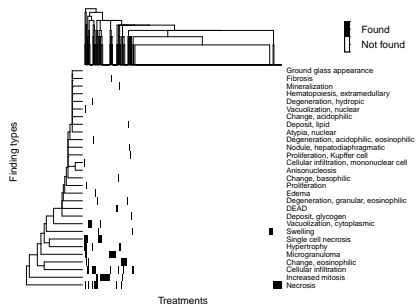 Found
Not found
Ground glass appearance
Fibrosis
Mineralization
Hematopoiesis, extramedullary
Degeneration, hydropic
Vacuolization, nuclear
Change, acidophilic
Deposit, lipid
Atypia, nuclear
Degeneration, acidophilic, eosinophilic
Nodule, hepatodiaphragmatic
Proliferation, Kupffer cell
Cellular infiltration, mononuclear cell
Anisonucleosis
Change, basophilic
Proliferation
Edema
Degeneration, granular, eosinophilic
DEAD
Deposit, glycogen
Vacuolization, cytoplasmic
Swelling
Single cell necrosis
Hypertrophy
Microgranuloma
Change, eosinophilic
Cellular infiltration
Increased mitosis
Necrosis
Finding types
Treatments